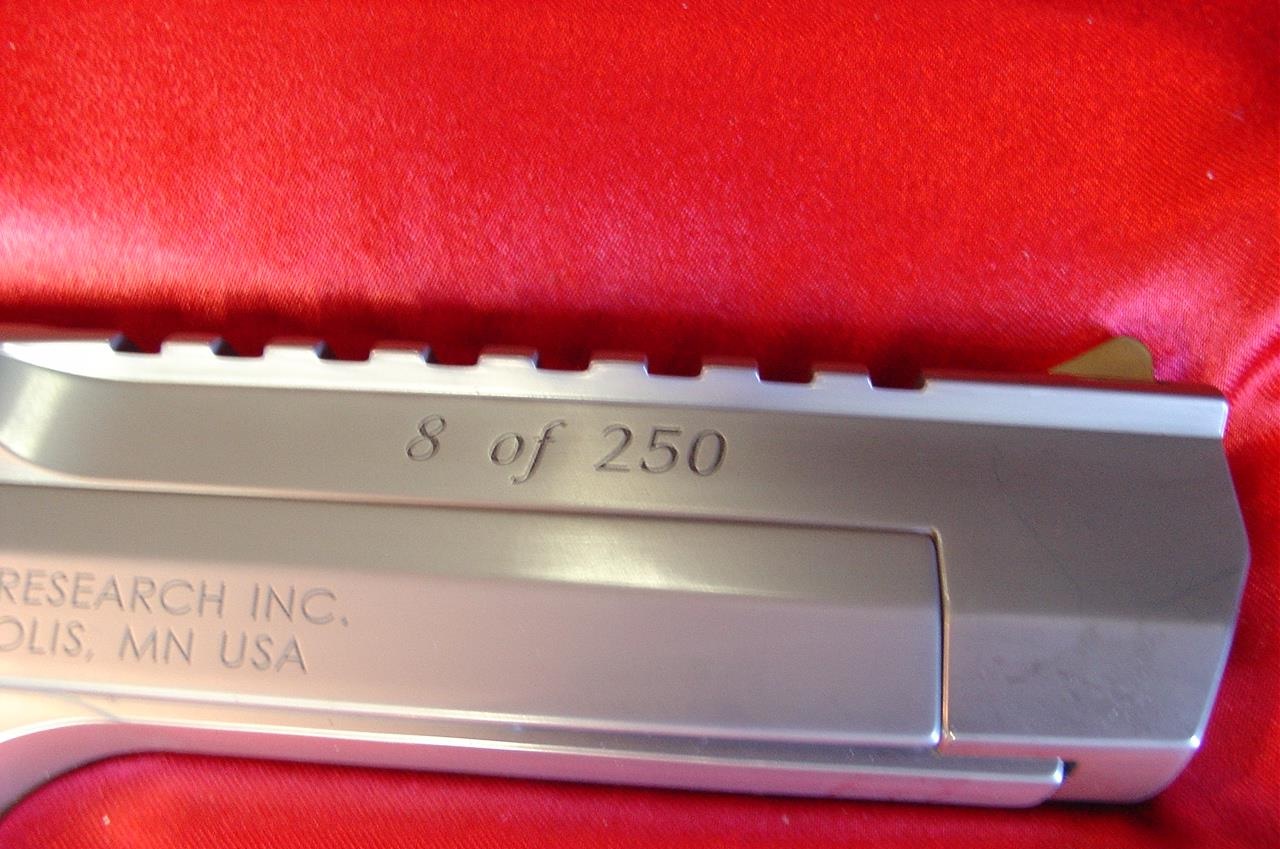 8 of 250
RESEARCH INC.
OLIS, MN USA